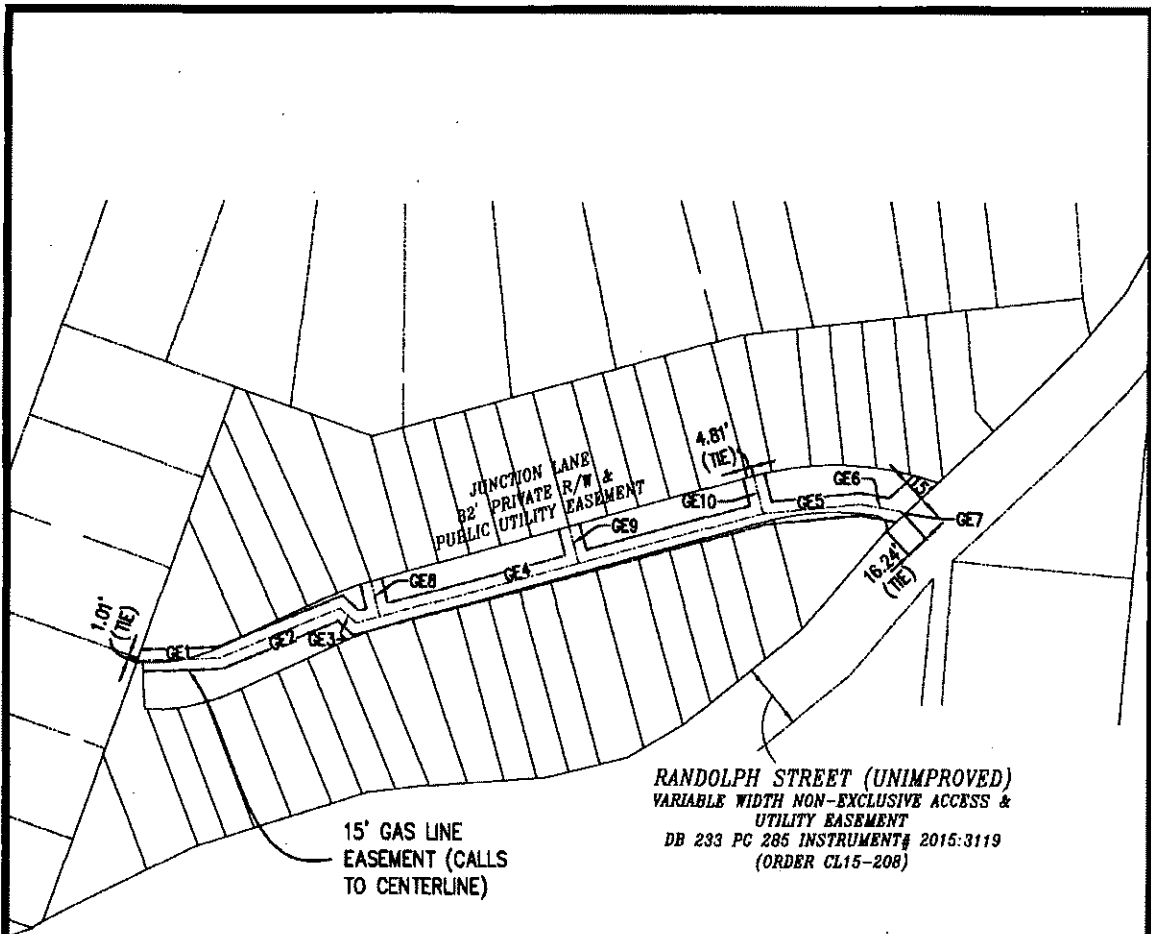 JUNCTION LANE
32' PRIVATE R/W &
PUBLIC UTILITY EASEMENT
4.81'
(TIE)
GE6
15'
GE10
GE5
GE7
GE9
16.24'
(TIE)
GE4
GE8
1.01'
(TIE)
GE1
GE2
GE3
RANDOLPH STREET (UNIMPROVED)
VARIABLE WIDTH NON-EXCLUSIVE ACCESS &
UTILITY EASEMENT
DB 233 PG 285 INSTRUMENT# 2015:3119
(ORDER CL15-208)
15' GAS LINE
EASEMENT (CALLS
TO CENTERLINE)